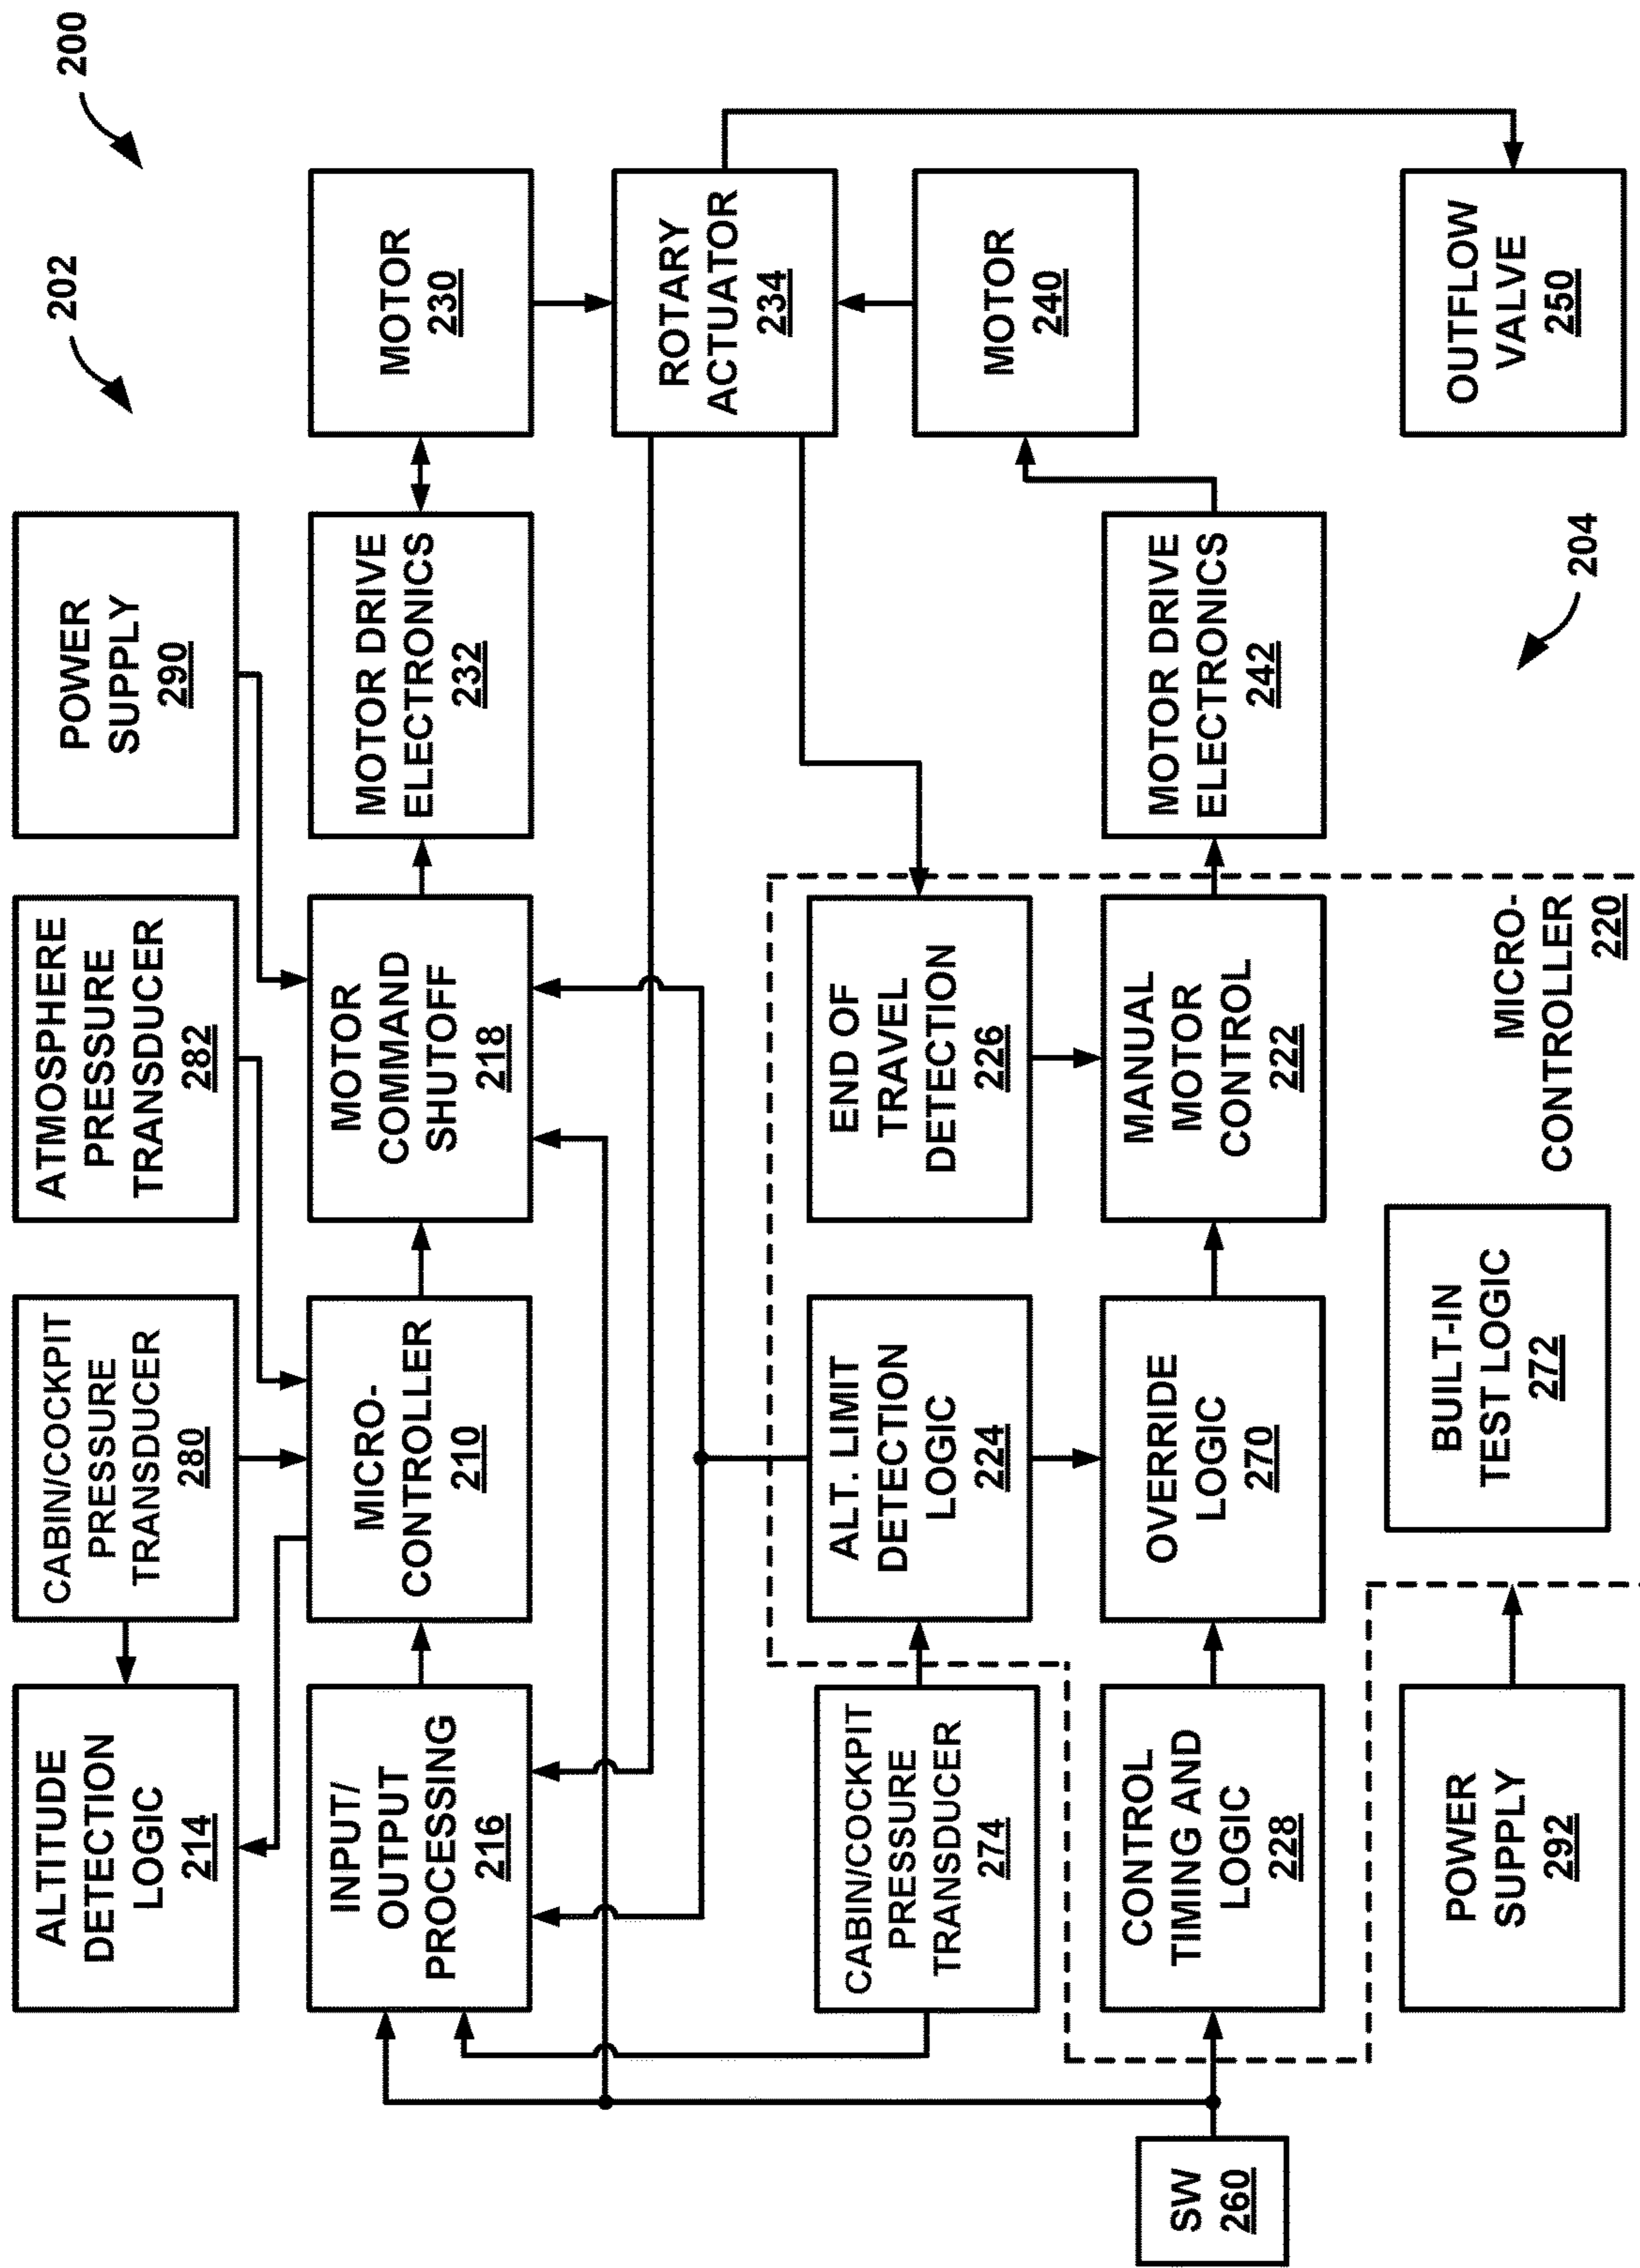 200
202
ALTITUDE
DETECTION
LOGIC
214
CABIN/COCKPIT
PRESSURE
TRANSDUCER
280
ATMOSPHERE
PRESSURE
TRANSDUCER
282
POWER
SUPPLY
290
INPUT/
OUTPUT
PROCESSING
216
MICRO-
CONTROLLER
210
MOTOR
COMMAND
SHUTOFF
218
MOTOR DRIVE
ELECTRONICS
232
MOTOR
230
ROTARY
ACTUATOR
234
CABIN/COCKPIT
PRESSURE
TRANSDUCER
274
ALT. LIMIT
DETECTION
LOGIC
224
END OF
TRAVEL
DETECTION
226
MOTOR
240
SW
260
CONTROL
TIMING AND
LOGIC
228
OVERRIDE
LOGIC
270
MANUAL
MOTOR
CONTROL
222
MOTOR DRIVE
ELECTRONICS
242
POWER
SUPPLY
292
BUILT-IN
TEST LOGIC
272
MICRO-
CONTROLLER
220
204
OUTFLOW
VALVE
250